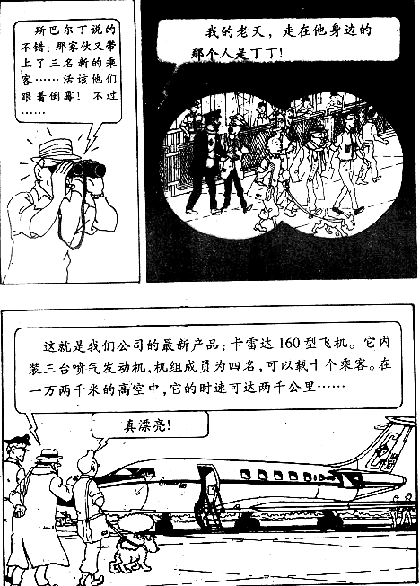 斯巴尔丁说的
不错，那家伙又带
上了三名新的乘
客……活该他们
跟着倒霉！不过
……
我的老天，走在他身边的
那个人是丁丁！
这就是我们公司的最新产品：卡雷达160型飞机。它内
装三台喷气发动机，机组成员为四名，可以载十个乘客。在
一万两千米的高空中，它的时速可达两千公里……
真漂亮！